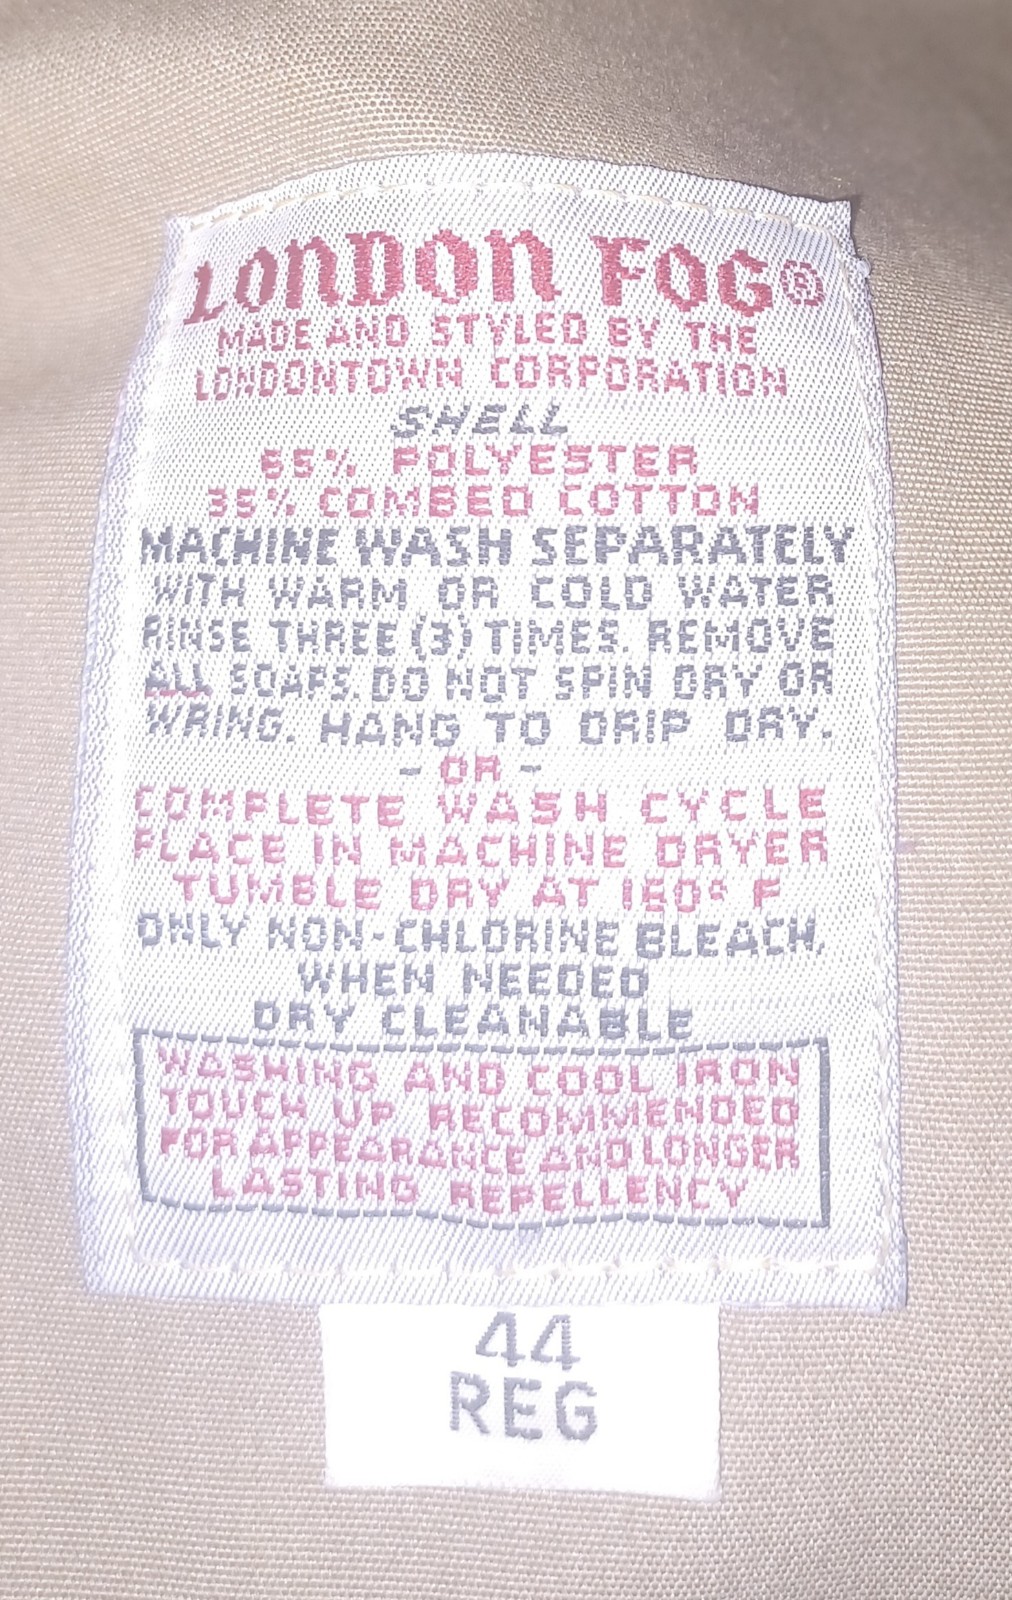 LONDON FOG®
MADE AND STYLED BY THE
LONDONTOWN CORPORATION
SHELL
65% POLYESTER
35% COMBED COTTON
MACHINE WASH SEPARATELY
WITH WARM OR COLD WATER
RINSE THREE (3) TIMES. REMOVE
ALL SOAPS. DO NOT SPIN DRY OR
WRING. HANG TO DRIP DRY.
- OR -
COMPLETE WASH CYCLE
PLACE IN MACHINE DRYER
TUMBLE DRY AT 160° F
ONLY NON-CHLORINE BLEACH,
WHEN NEEDED
DRY CLEANABLE
WASHING AND COOL IRON
TOUCH UP RECOMMENDED
FOR APPEARANCE AND LONGER
LASTING REPELLENCY
44
REG